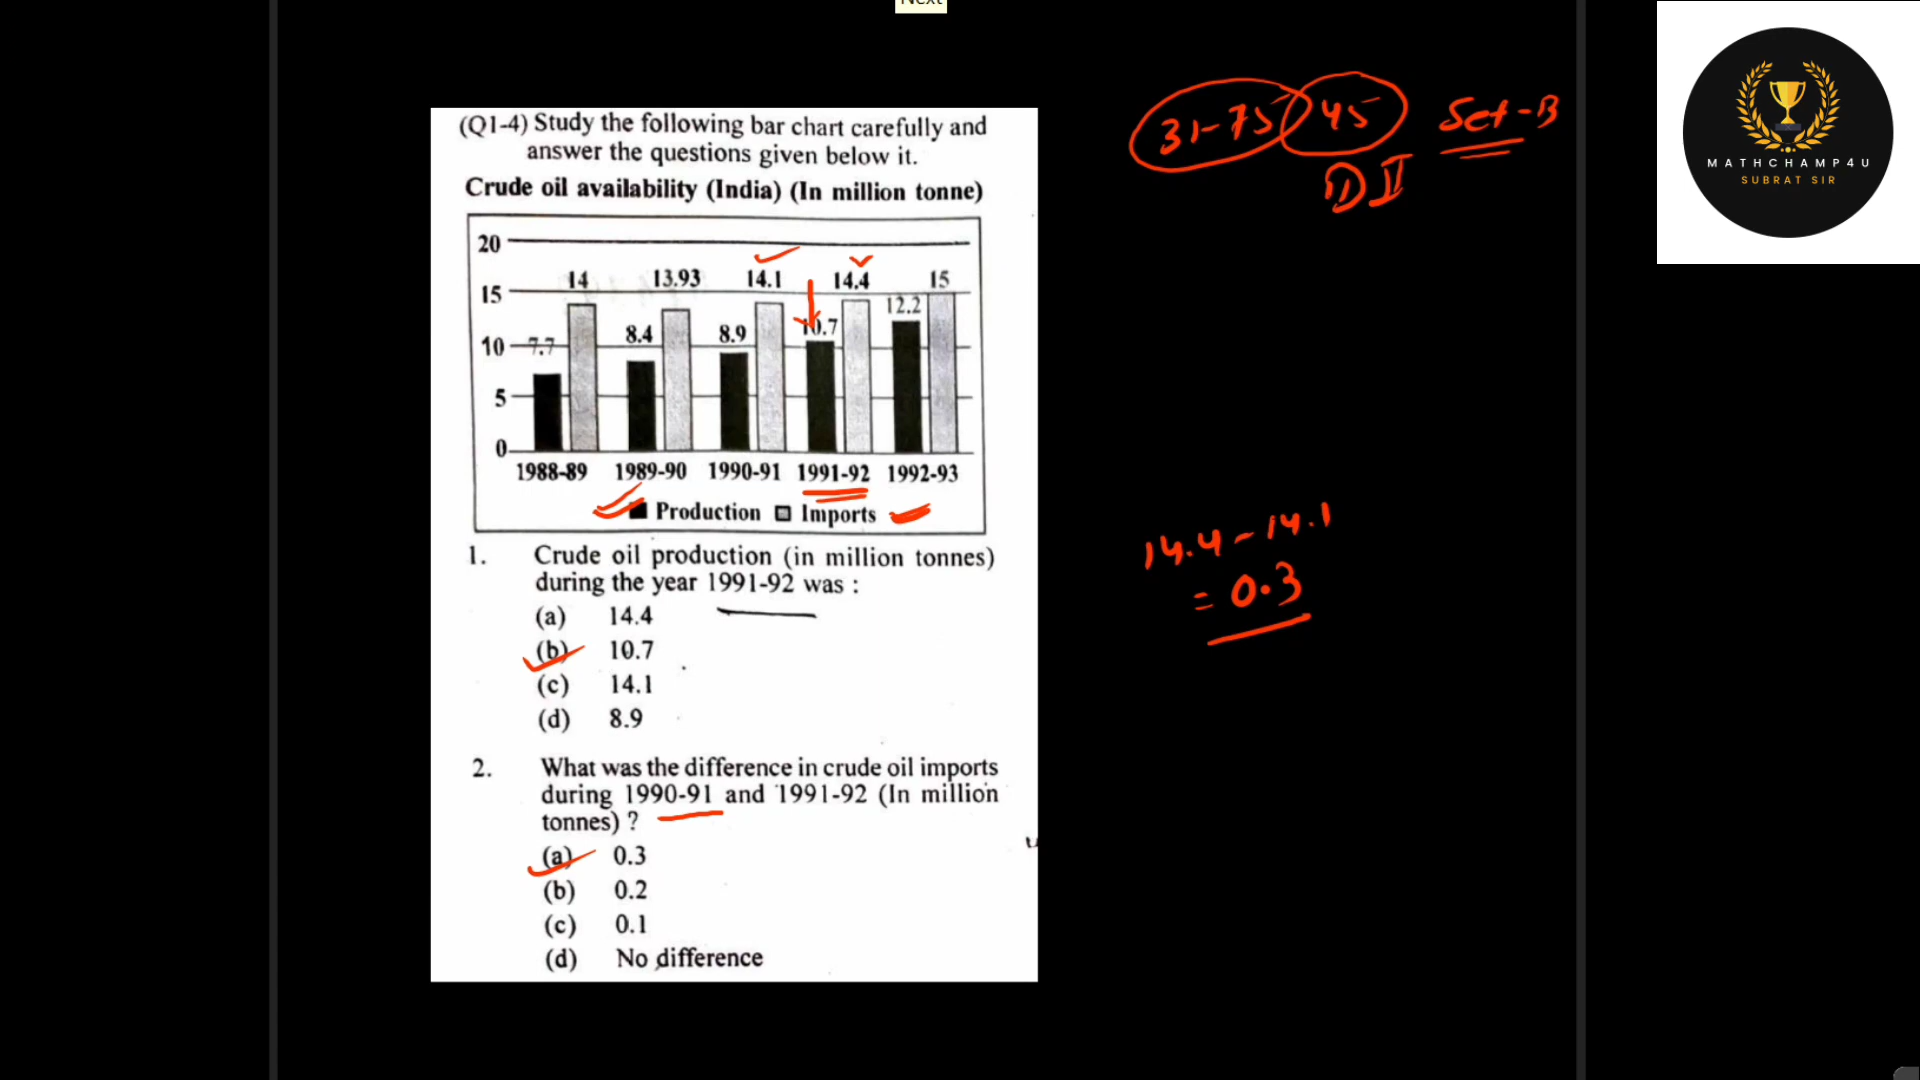 Next
(Q1-4) Study the following bar chart carefully and
answer the questions given below it.
Crude oil availability (India) (In million tonne)
20
15
10
5
0
7.7 14
8.4 13.93
8.9 14.1
10.7 14.4
12.2 15
1988-89 1989-90 1990-91 1991-92 1992-93
Production Imports
1. Crude oil production (in million tonnes)
during the year 1991-92 was :
(a) 14.4
(b) 10.7
(c) 14.1
(d) 8.9
2. What was the difference in crude oil imports
during 1990-91 and 1991-92 (In million
tonnes) ?
(a) 0.3
(b) 0.2
(c) 0.1
(d) No difference
31-75 45 Set-B
DI
14.4-14.1
= 0.3
MATHCHAMP4U
SUBRAT SIR